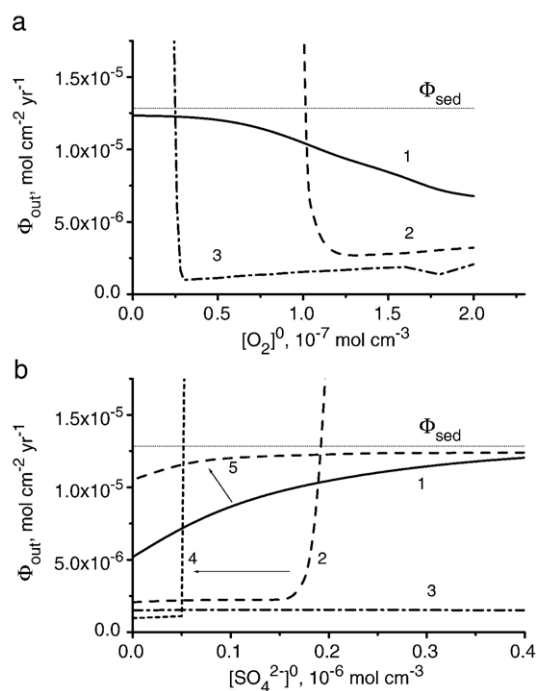 a
Φout, mol cm-2 yr-1
1.5x10-5
1.0x10-5
5.0x10-6
0.0
Φsed
1
2
3
0.0 0.5 1.0 1.5 2.0
[O2]0, 10-7 mol cm-3
b
Φout, mol cm-2 yr-1
1.5x10-5
1.0x10-5
5.0x10-6
0.0
Φsed
5
1
4
2
3
0.0 0.1 0.2 0.3 0.4
[SO42-]0, 10-6 mol cm-3